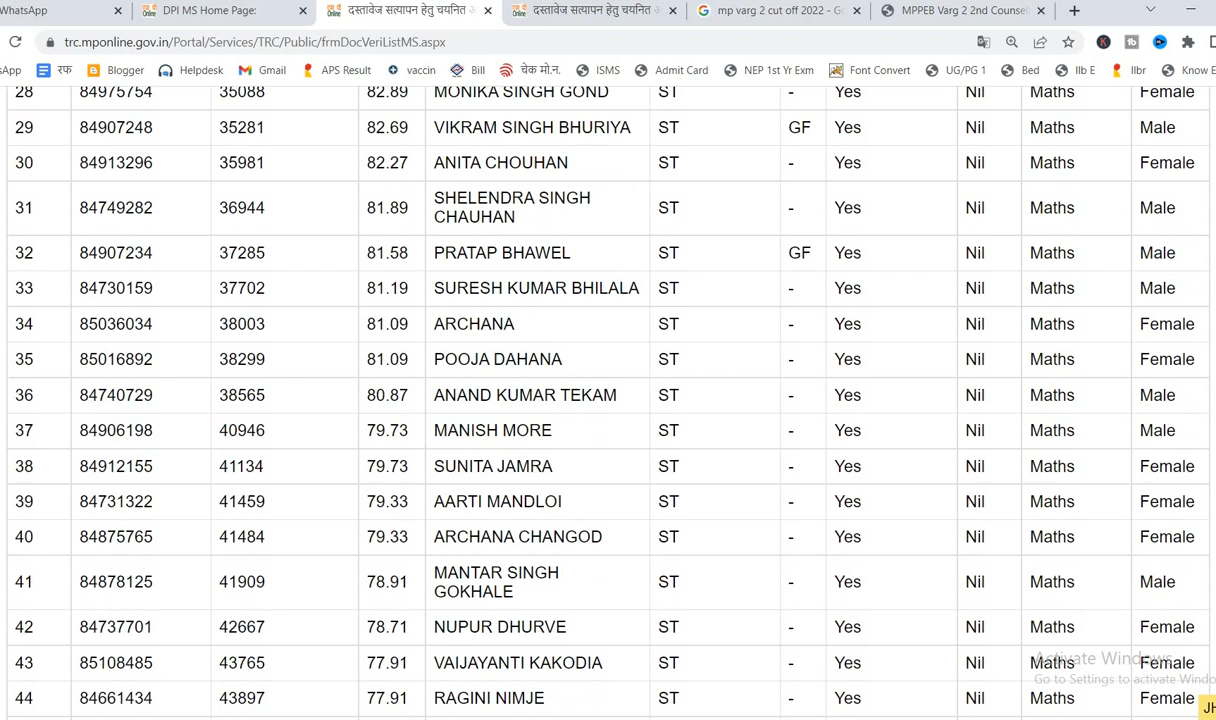 WhatsApp
DPI MS Home Page:
दस्तावेज सत्यापन हेतु चयनित अ
दस्तावेज सत्यापन हेतु चयनित अ
mp varg 2 cut off 2022 - Go
MPPEB Varg 2 2nd Counsel
trc.mponline.gov.in/Portal/Services/TRC/Public/frmDocVeriListMS.aspx
sApp
रफ
Blogger
Helpdesk
Gmail
APS Result
vaccin
Bill
चेक मो.न.
ISMS
Admit Card
NEP 1st Yr Exm
Font Convert
UG/PG 1
Bed
IIb E
IIbr
Know E
28 84975754 35088 82.89 MONIKA SINGH GOND ST - Yes Nil Maths Female
29 84907248 35281 82.69 VIKRAM SINGH BHURIYA ST GF Yes Nil Maths Male
30 84913296 35981 82.27 ANITA CHOUHAN ST - Yes Nil Maths Female
31 84749282 36944 81.89 SHELENDRA SINGH CHAUHAN ST - Yes Nil Maths Male
32 84907234 37285 81.58 PRATAP BHAWEL ST GF Yes Nil Maths Male
33 84730159 37702 81.19 SURESH KUMAR BHILALA ST - Yes Nil Maths Male
34 85036034 38003 81.09 ARCHANA ST - Yes Nil Maths Female
35 85016892 38299 81.09 POOJA DAHANA ST - Yes Nil Maths Female
36 84740729 38565 80.87 ANAND KUMAR TEKAM ST - Yes Nil Maths Male
37 84906198 40946 79.73 MANISH MORE ST - Yes Nil Maths Male
38 84912155 41134 79.73 SUNITA JAMRA ST - Yes Nil Maths Female
39 84731322 41459 79.33 AARTI MANDLOI ST - Yes Nil Maths Female
40 84875765 41484 79.33 ARCHANA CHANGOD ST - Yes Nil Maths Female
41 84878125 41909 78.91 MANTAR SINGH GOKHALE ST - Yes Nil Maths Male
42 84737701 42667 78.71 NUPUR DHURVE ST - Yes Nil Maths Female
43 85108485 43765 77.91 VAIJAYANTI KAKODIA ST - Yes Nil Maths Female
44 84661434 43897 77.91 RAGINI NIMJE ST - Yes Nil Maths Female
Activate Windows
Go to Settings to activate Windo
JH